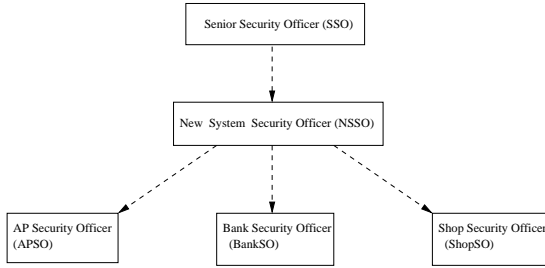 Senior Security Officer (SSO)
New System Security Officer (NSSO)
AP Security Officer
(APSO)
Bank Security Officer
(BankSO)
Shop Security Officer
(ShopSO)